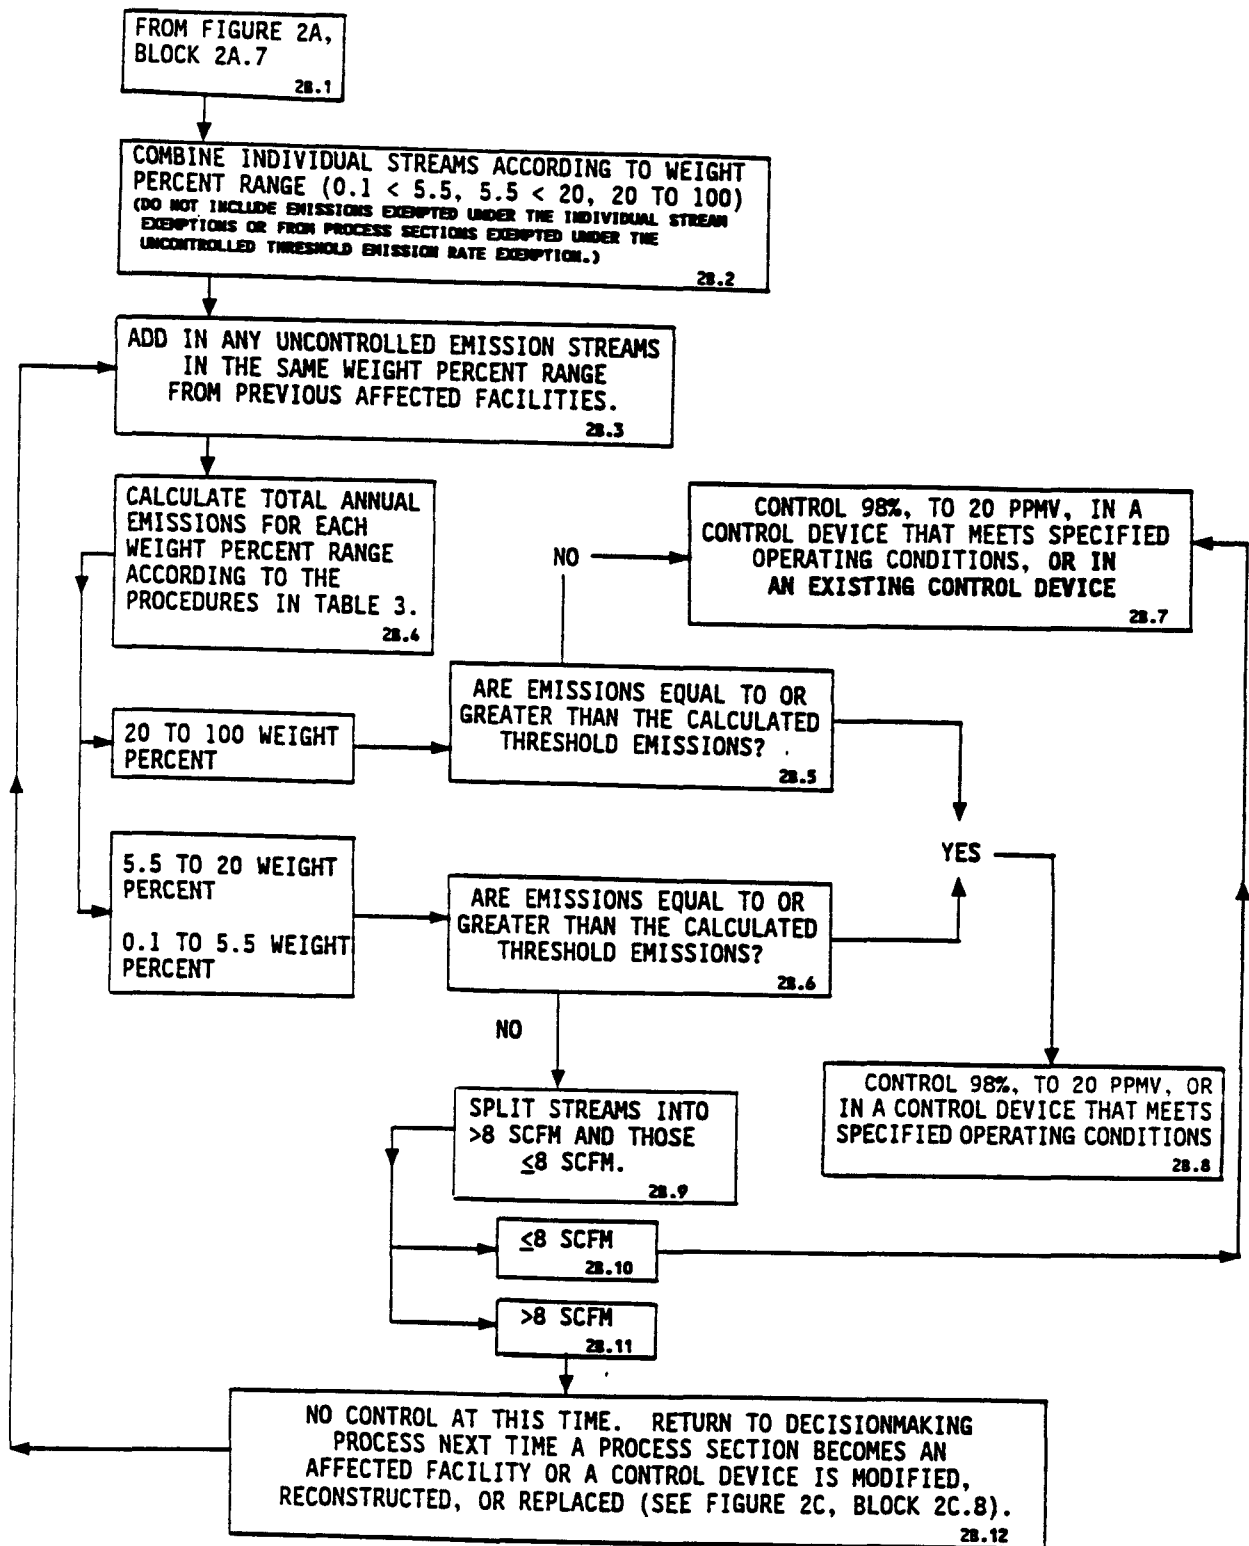 FROM FIGURE 2A,
BLOCK 2A.7
2B.1
COMBINE INDIVIDUAL STREAMS ACCORDING TO WEIGHT
PERCENT RANGE (0.1 < 5.5, 5.5 < 20, 20 TO 100)
(DO NOT INCLUDE EMISSIONS EXEMPTED UNDER THE INDIVIDUAL STREAM
EXEMPTIONS OR FROM PROCESS SECTIONS EXEMPTED UNDER THE
UNCONTROLLED THRESHOLD EMISSION RATE EXEMPTION.)
2B.2
ADD IN ANY UNCONTROLLED EMISSION STREAMS
IN THE SAME WEIGHT PERCENT RANGE
FROM PREVIOUS AFFECTED FACILITIES.
2B.3
CALCULATE TOTAL ANNUAL
EMISSIONS FOR EACH
WEIGHT PERCENT RANGE
ACCORDING TO THE
PROCEDURES IN TABLE 3.
2B.4
NO
CONTROL 98%, TO 20 PPMV, IN A
CONTROL DEVICE THAT MEETS SPECIFIED
OPERATING CONDITIONS, OR IN
AN EXISTING CONTROL DEVICE
2B.7
20 TO 100 WEIGHT
PERCENT
ARE EMISSIONS EQUAL TO OR
GREATER THAN THE CALCULATED
THRESHOLD EMISSIONS?
2B.5
YES
5.5 TO 20 WEIGHT
PERCENT
0.1 TO 5.5 WEIGHT
PERCENT
ARE EMISSIONS EQUAL TO OR
GREATER THAN THE CALCULATED
THRESHOLD EMISSIONS?
2B.6
NO
CONTROL 98%, TO 20 PPMV, OR
IN A CONTROL DEVICE THAT MEETS
SPECIFIED OPERATING CONDITIONS
2B.8
SPLIT STREAMS INTO
>8 SCFM AND THOSE
≤8 SCFM.
2B.9
≤8 SCFM
2B.10
>8 SCFM
2B.11
NO CONTROL AT THIS TIME. RETURN TO DECISIONMAKING
PROCESS NEXT TIME A PROCESS SECTION BECOMES AN
AFFECTED FACILITY OR A CONTROL DEVICE IS MODIFIED,
RECONSTRUCTED, OR REPLACED (SEE FIGURE 2C, BLOCK 2C.8).
2B.12